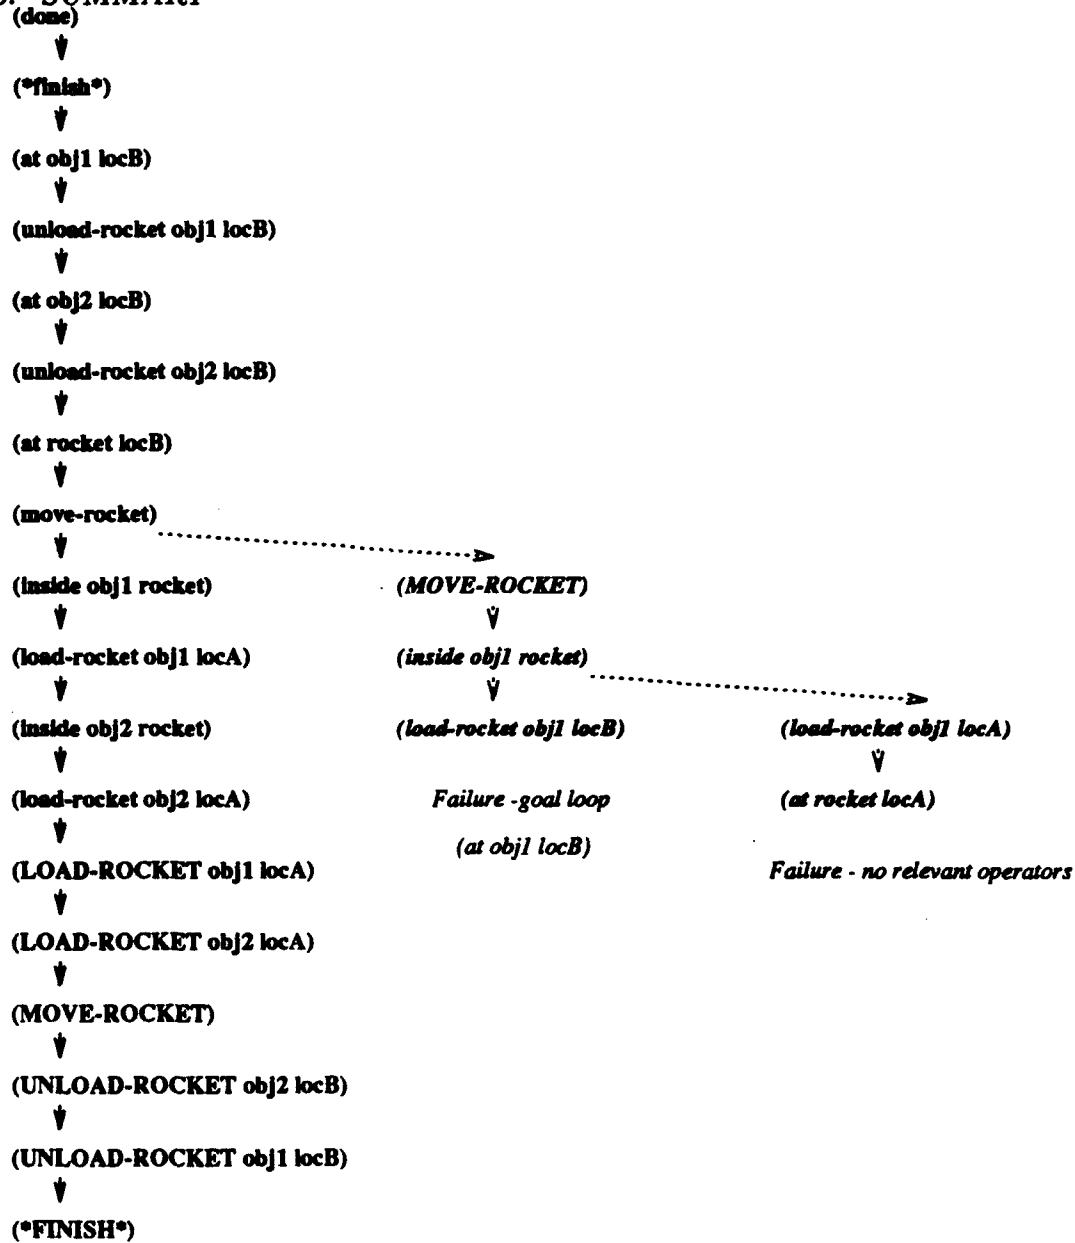 (done)
(*finish*)
(at obj1 locB)
(unload-rocket obj1 locB)
(at obj2 locB)
(unload-rocket obj2 locB)
(at rocket locB)
(move-rocket)
(inside obj1 rocket) (MOVE-ROCKET)
(load-rocket obj1 locA) (inside obj1 rocket)
(inside obj2 rocket) (load-rocket obj1 locB) (load-rocket obj1 locA)
(load-rocket obj2 locA) Failure -goal loop (at rocket locA)
(at obj1 locB)
(LOAD-ROCKET obj1 locA) Failure - no relevant operators
(LOAD-ROCKET obj2 locA)
(MOVE-ROCKET)
(UNLOAD-ROCKET obj2 locB)
(UNLOAD-ROCKET obj1 locB)
(*FINISH*)